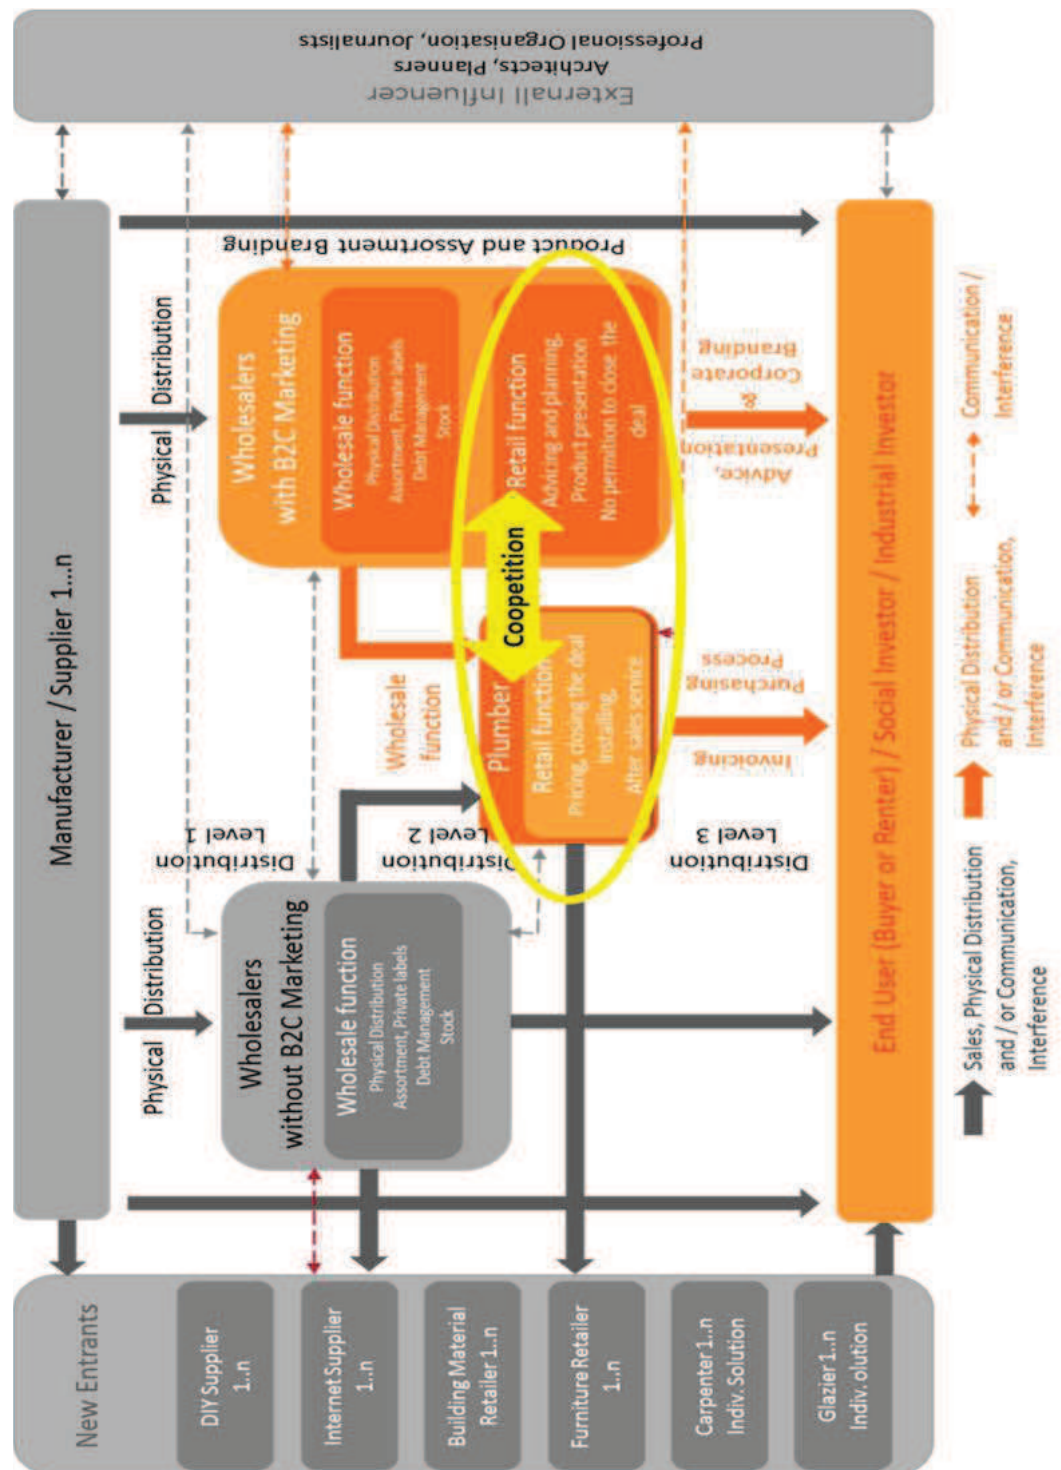 New Entrants
DIY Supplier
1..n
Internet Supplier
1..n
Building Material
Retailer 1..n
Furniture Retailer
1..n
Carpenter 1..n
Indiv. Solution
Glazier 1..n
Indiv. olution
Manufacturer / Supplier 1...n
Physical Distribution
Physical Distribution
Distribution
Level 1
Wholesalers
without B2C Marketing
Wholesale function
Physical Distribution
Assortment, Private labels
Debt Management
Stock
Wholesalers
with B2C Marketing
Wholesale function
Physical Distribution
Assortment, Private labels
Debt Management
Stock
Retail function
Advicing and planning,
Product presentation
No permition to close the
deal
Product and Assortment Branding
Wholesale
function
Distribution
Level 2
Coopetition
Plumber
Retail function
Pricing, closing the deal
installing,
After sales senice
Distribution
Level 3
Invoicing
Purchasing
Process
Advice,
Presentation
&
Corporate
Branding
End User (Buyer or Renter) / Social Investor / Industrial Investor
Externall Influencer
Architects, Planners
Professional Organisation, Journalists
Sales, Physical Distribution
and / or Communication,
Interference
Physical Distribution
and / or Communication,
Interference
Communication /
Interference